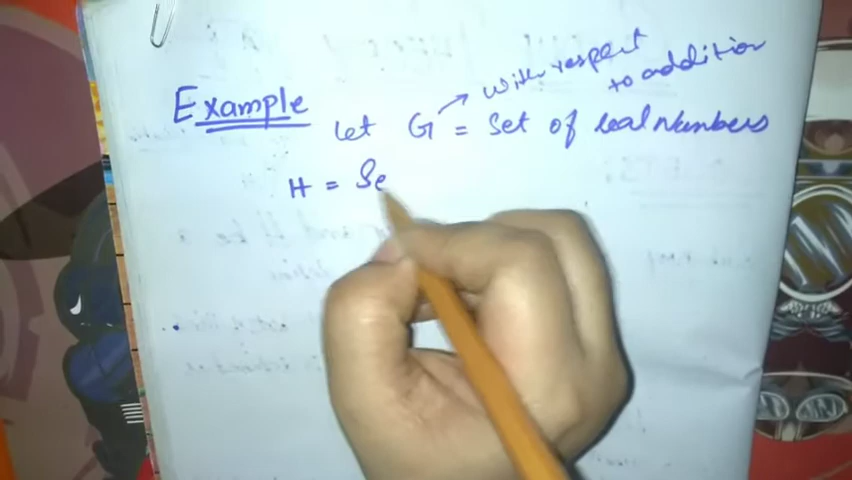 Example
with respect
to addition
Let G = Set of real Numbers
H = Se